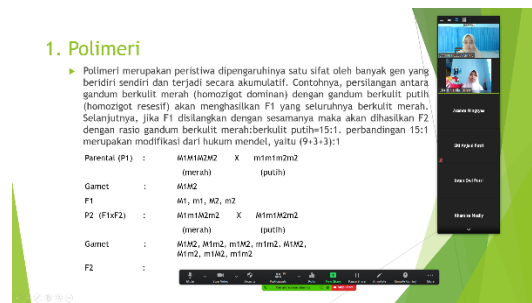 1. Polimeri
Polimeri merupakan peristiwa dipengaruhinya satu sifat oleh banyak gen yang
beridiri sendiri dan terjadi secara akumulatif. Contohnya, persilangan antara
gandum berkulit merah (homozigot dominan) dengan gandum berkulit putih
(homozigot resesif) akan menghasilkan F1 yang seluruhnya berkulit merah.
Selanjutnya, jika F1 disilangkan dengan sesamanya maka akan dihasilkan F2
dengan rasio gandum berkulit merah:berkulit putih=15:1. perbandingan 15:1
merupakan modifikasi dari hukum mendel, yaitu (9+3+3):1
Parental (P1) : M1M1M2M2 X m1m1m2m2
(merah) (putih)
Gamet : M1M2
F1 M1, m1, M2, m2
P2 (F1xF2) : M1m1M2m2 X M1m1M2m2
(merah) (putih)
Gamet : M1M2, M1m2, m1M2, m1m2. M1M2,
M1m2, m1M2, m1m2
F2 :